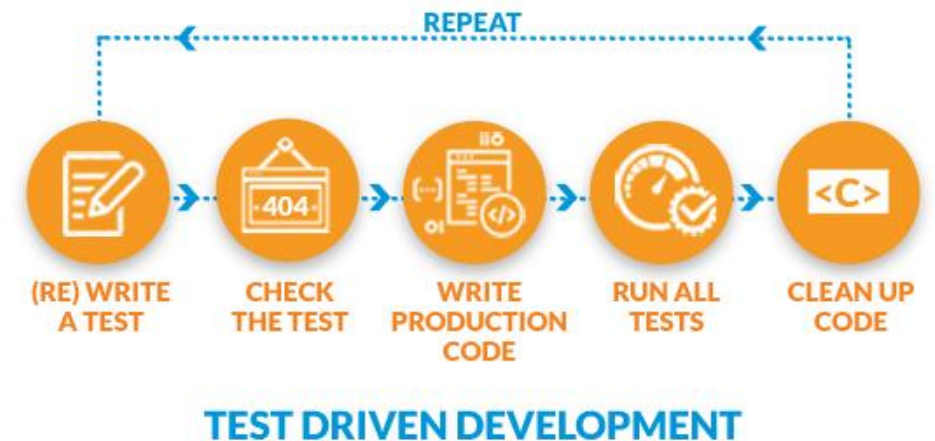 REPEAT
404
{...}
</>
<C>
(RE) WRITE
A TEST
CHECK
THE TEST
WRITE
PRODUCTION
CODE
RUN ALL
TESTS
CLEAN UP
CODE
TEST DRIVEN DEVELOPMENT